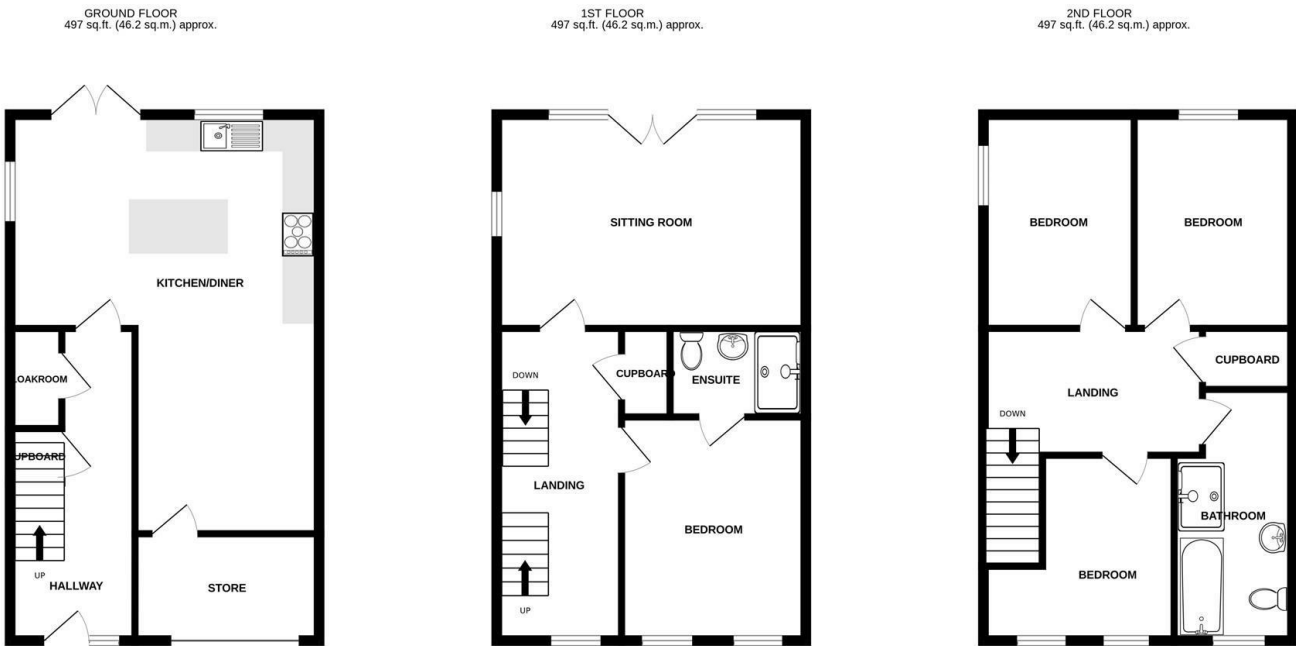 GROUND FLOOR
497 sq.ft. (46.2 sq.m.) approx.
KITCHEN/DINER
LOAKROOM
UPBOARD
UP
HALLWAY
STORE
1ST FLOOR
497 sq.ft. (46.2 sq.m.) approx.
SITTING ROOM
DOWN
CUPBOARD
ENSUITE
LANDING
BEDROOM
UP
2ND FLOOR
497 sq.ft. (46.2 sq.m.) approx.
BEDROOM
BEDROOM
CUPBOARD
LANDING
DOWN
BATHROOM
BEDROOM